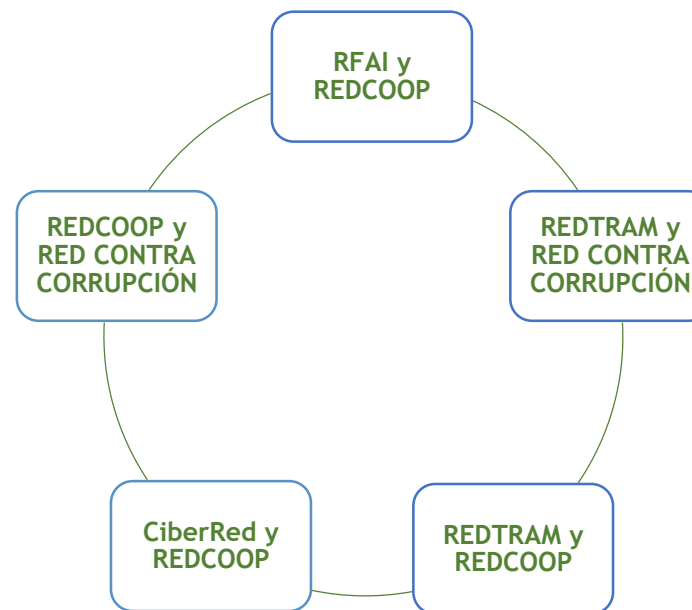 RFAI y
REDCOOP
REDTRAM y
RED CONTRA
CORRUPCIÓN
REDTRAM y
REDCOOP
CiberRed y
REDCOOP
REDCOOP y
RED CONTRA
CORRUPCIÓN